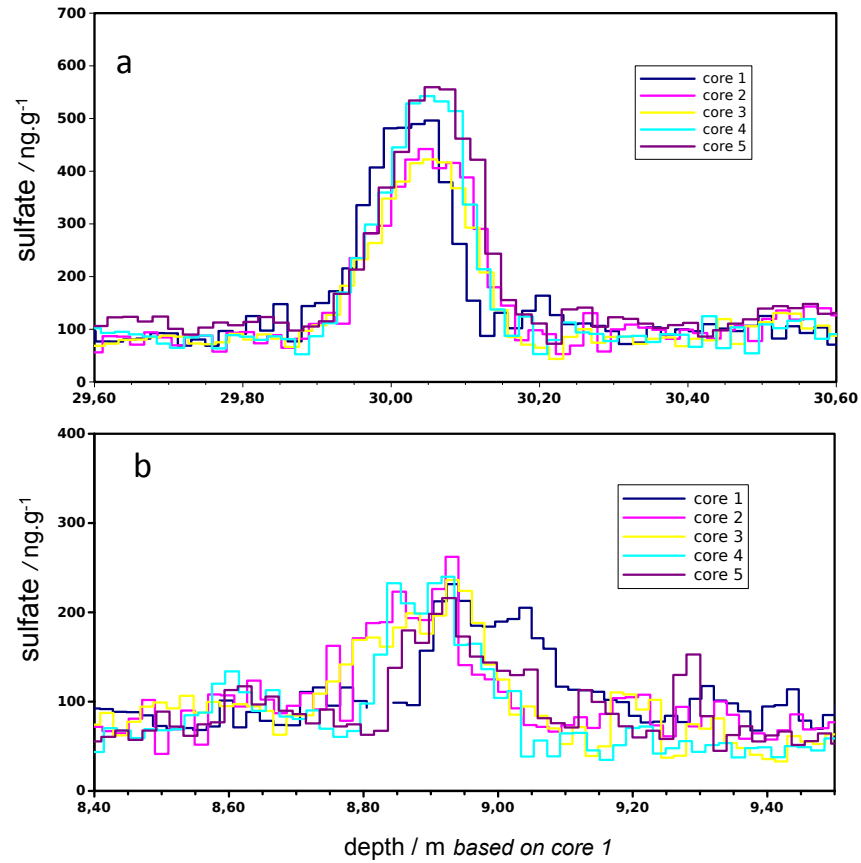 700
600
500
400
300
200
100
0
a
sulfate / ng.g⁻¹
core 1
core 2
core 3
core 4
core 5
29,60 29,80 30,00 30,20 30,40 30,60
400
300
200
100
0
b
sulfate / ng.g⁻¹
core 1
core 2
core 3
core 4
core 5
8,40 8,60 8,80 9,00 9,20 9,40
depth / m based on core 1